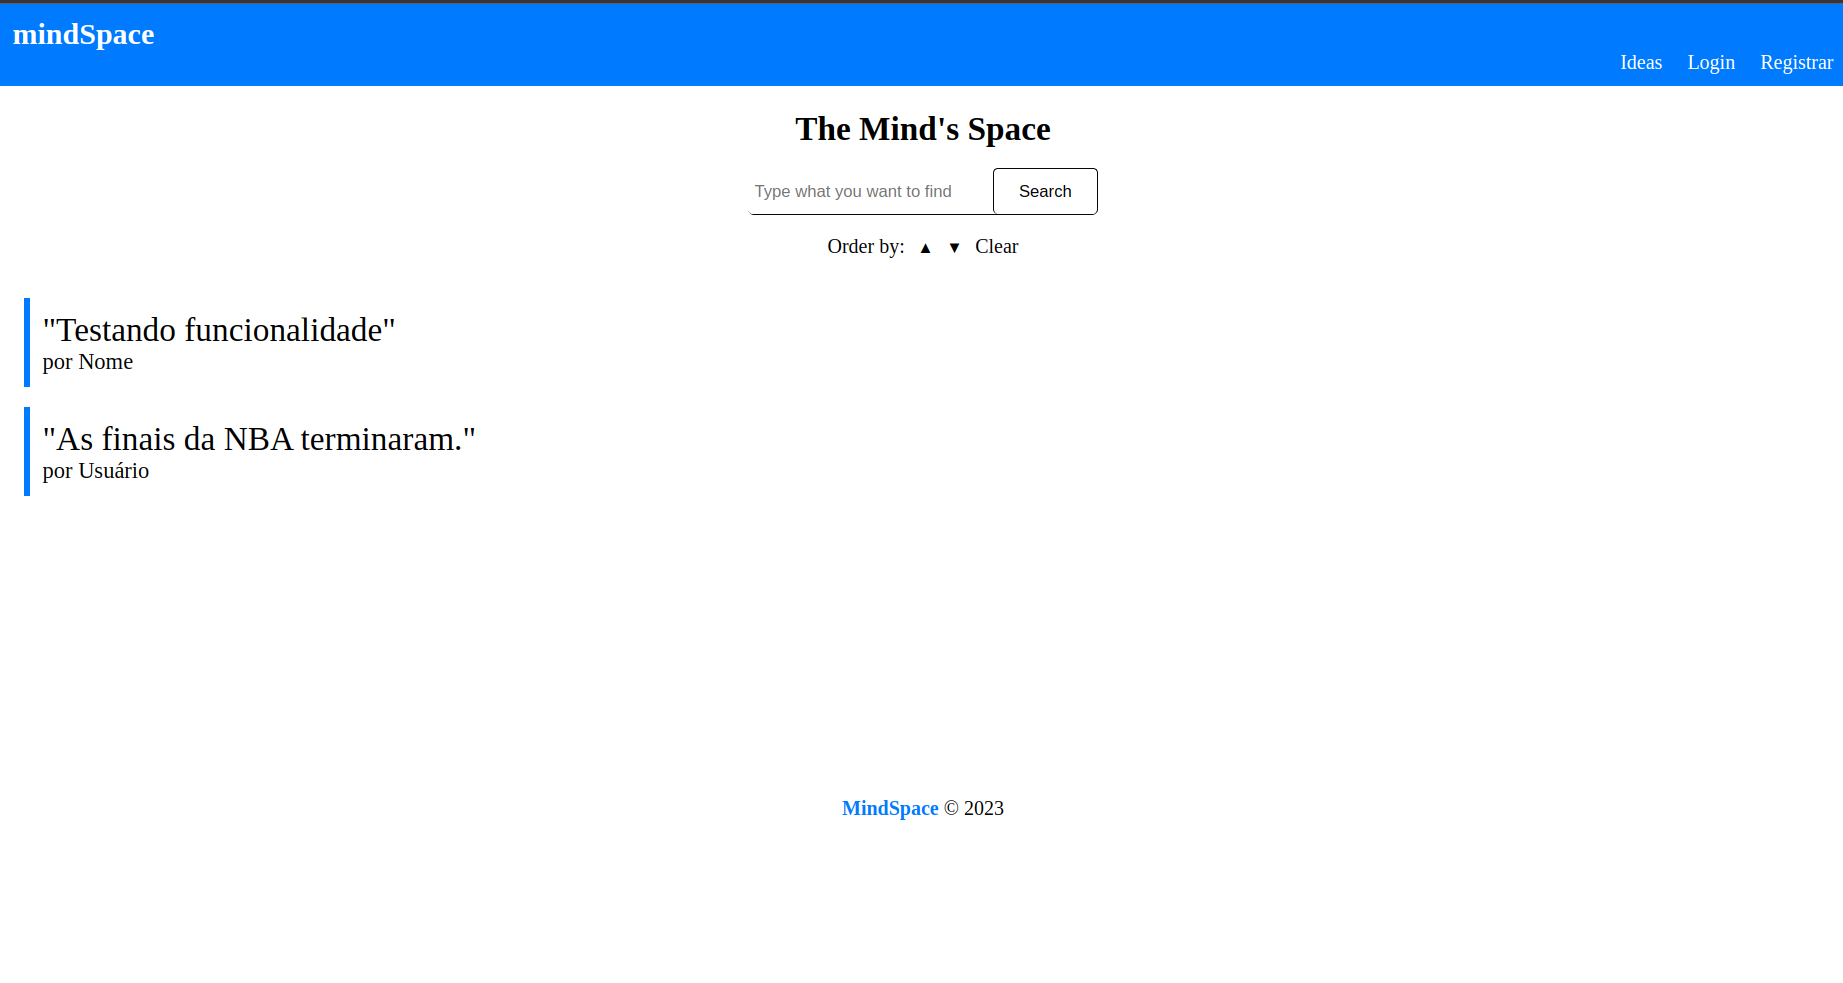 mindSpace
Ideas Login Registrar
The Mind's Space
Type what you want to find Search
Order by: ▲ ▼ Clear
"Testando funcionalidade"
por Nome
"As finais da NBA terminaram."
por Usuário
MindSpace © 2023